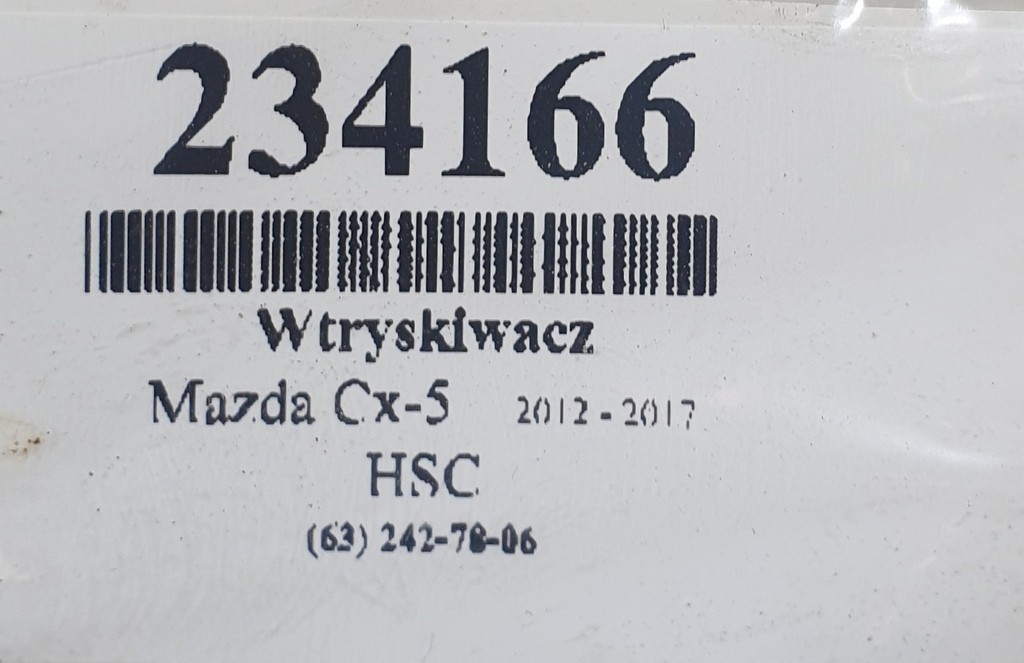 234166
Wtryskiwacz
Mazda Cx-5 2012 - 2017
HSC
(63) 242-78-06